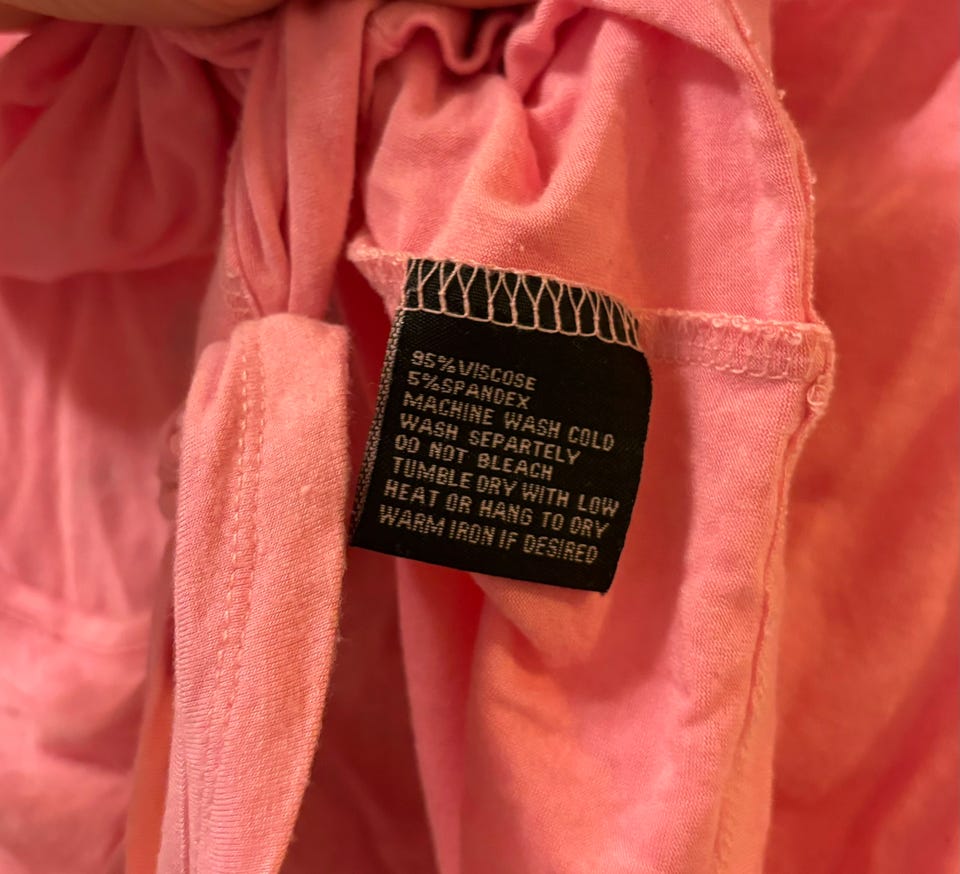 95%VISCOSE
5%SPANDEX
MACHINE WASH COLD
WASH SEPARTELY
DO NOT BLEACH
TUMBLE DRY WITH LOW
HEAT OR HANG TO DRY
WARM IRON IF DESIRED